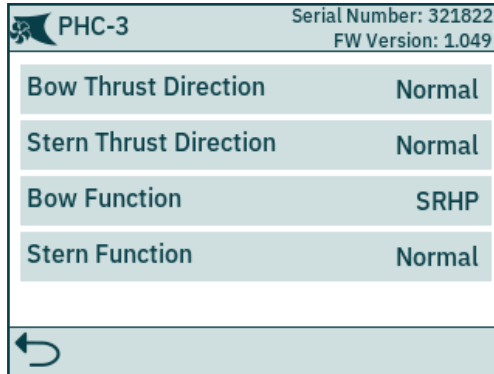 PHC-3
Serial Number: 321822
FW Version: 1.049
Bow Thrust Direction Normal
Stern Thrust Direction Normal
Bow Function SRHP
Stern Function Normal